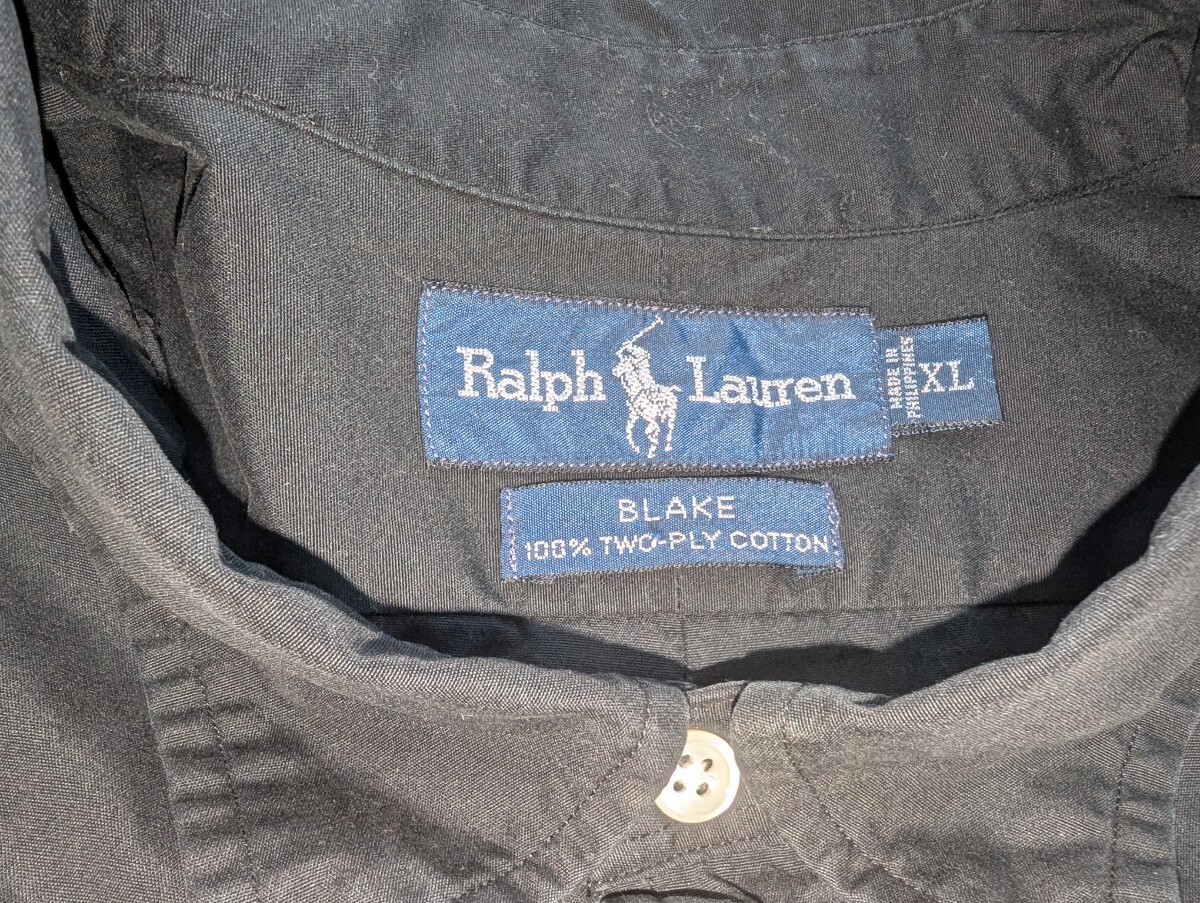 Ralph Lauren
MADE IN
PHILIPPINES
XL
BLAKE
100% TWO-PLY COTTON